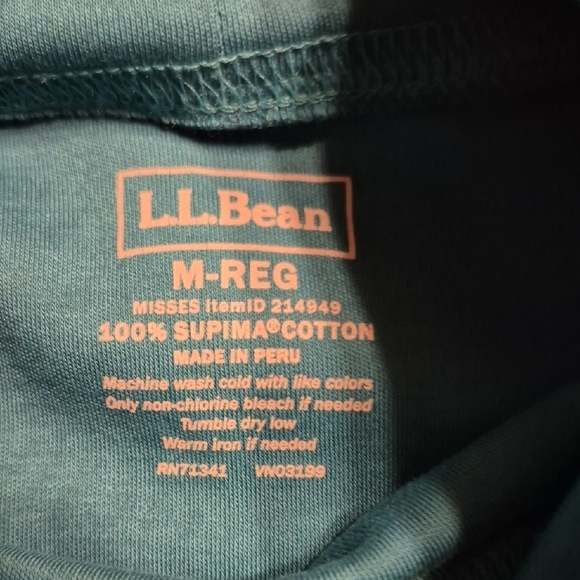 L.L.Bean
M-REG
MISSES ItemID 214949
100% SUPIMA® COTTON
MADE IN PERU
Machine wash cold with like colors
Only non-chlorine bleach if needed
Tumble dry low
Warm iron if needed
RN71341 VN03199